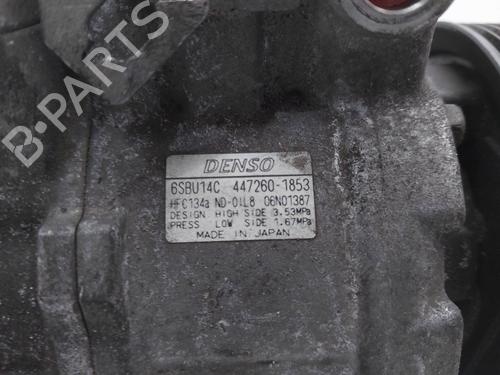 B-PARTS
DENSO
6SBU14C 447260-1853
HFC134a ND-OIL8 06N01387
DESIGN HIGH SIDE 3.53MPa
PRESS LOW SIDE 1.67MPa
MADE IN JAPAN